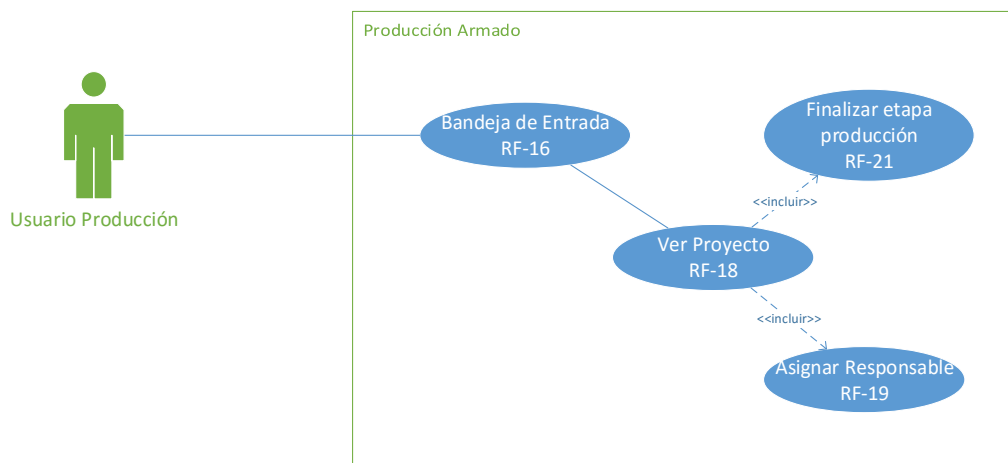 Producción Armado
Bandeja de Entrada
RF-16
Finalizar etapa
producción
RF-21
<<incluir>>
Usuario Producción
Ver Proyecto
RF-18
<<incluir>>
Asignar Responsable
RF-19